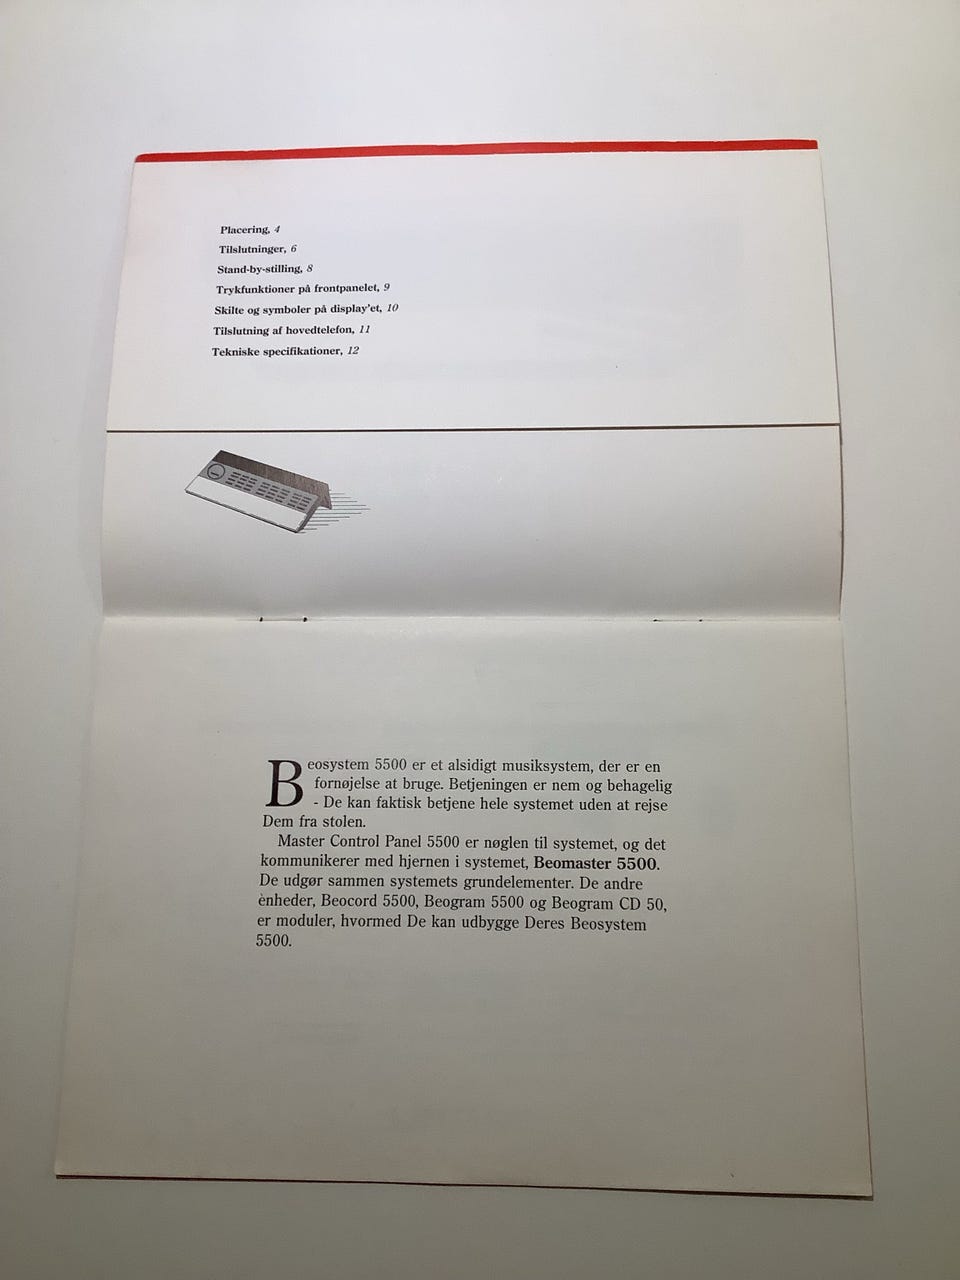 Placering, 4
Tilslutninger, 6
Stand-by-stilling, 8
Trykfunktioner på frontpanelet, 9
Skilte og symboler på display'et, 10
Tilslutning af hovedtelefon, 11
Tekniske specifikationer, 12
Beosystem 5500 er et alsidigt musiksystem, der er en
fornøjelse at bruge. Betjeningen er nem og behagelig
- De kan faktisk betjene hele systemet uden at rejse
Dem fra stolen.
Master Control Panel 5500 er nøglen til systemet, og det
kommunikerer med hjernen i systemet, Beomaster 5500.
De udgør sammen systemets grundelementer. De andre
enheder, Beocord 5500, Beogram 5500 og Beogram CD 50,
er moduler, hvormed De kan udbygge Deres Beosystem
5500.